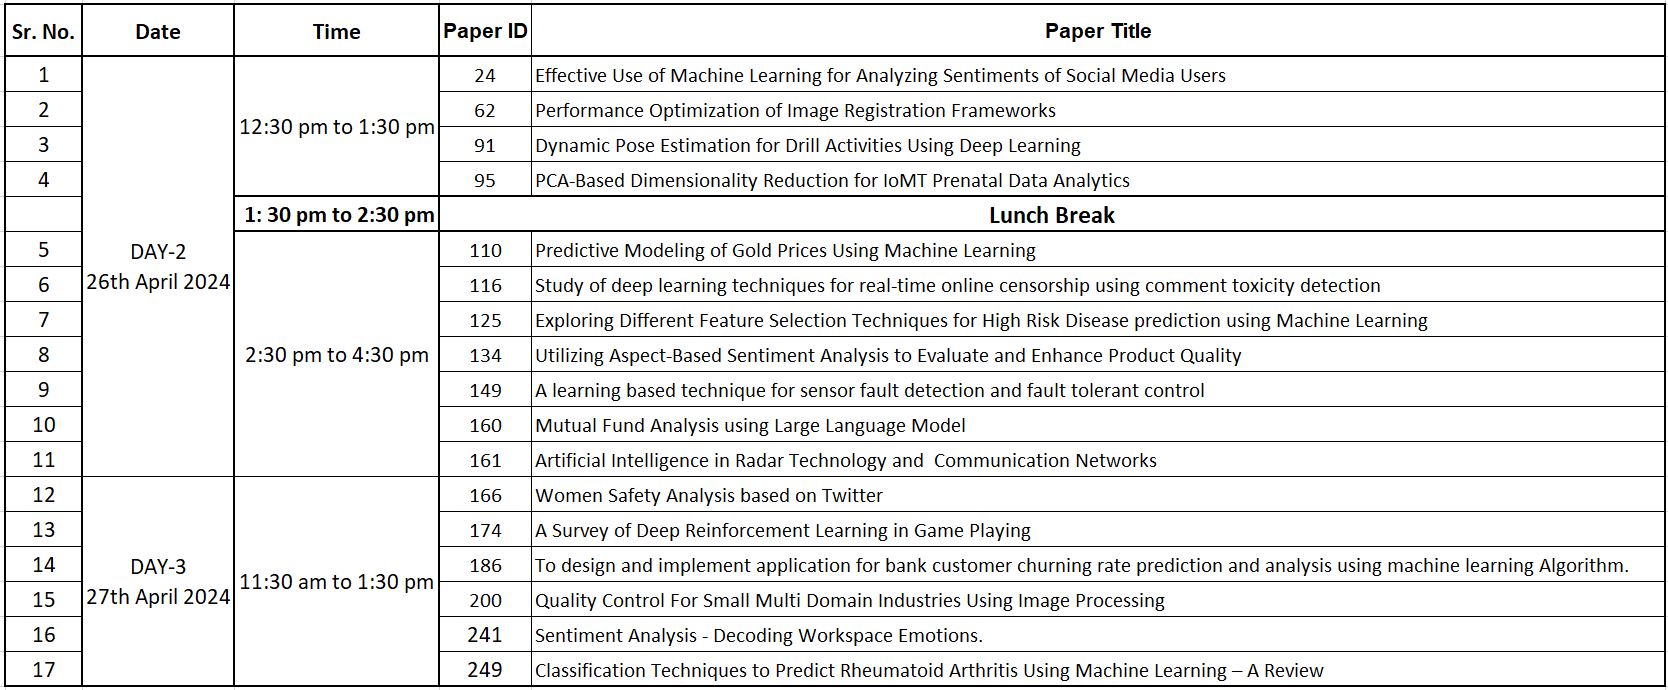 Sr. No. Date Time Paper ID Paper Title
1 24 Effective Use of Machine Learning for Analyzing Sentiments of Social Media Users
2 62 Performance Optimization of Image Registration Frameworks
12:30 pm to 1:30 pm
3 91 Dynamic Pose Estimation for Drill Activities Using Deep Learning
4 95 PCA-Based Dimensionality Reduction for IoMT Prenatal Data Analytics
1: 30 pm to 2:30 pm Lunch Break
5 DAY-2 110 Predictive Modeling of Gold Prices Using Machine Learning
6 26th April 2024 116 Study of deep learning techniques for real-time online censorship using comment toxicity detection
7 125 Exploring Different Feature Selection Techniques for High Risk Disease prediction using Machine Learning
8 2:30 pm to 4:30 pm 134 Utilizing Aspect-Based Sentiment Analysis to Evaluate and Enhance Product Quality
9 149 A learning based technique for sensor fault detection and fault tolerant control
10 160 Mutual Fund Analysis using Large Language Model
11 161 Artificial Intelligence in Radar Technology and  Communication Networks
12 166 Women Safety Analysis based on Twitter
13 174 A Survey of Deep Reinforcement Learning in Game Playing
14 DAY-3 186 To design and implement application for bank customer churning rate prediction and analysis using machine learning Algorithm.
11:30 am to 1:30 pm
15 27th April 2024 200 Quality Control For Small Multi Domain Industries Using Image Processing
16 241 Sentiment Analysis - Decoding Workspace Emotions.
17 249 Classification Techniques to Predict Rheumatoid Arthritis Using Machine Learning – A Review